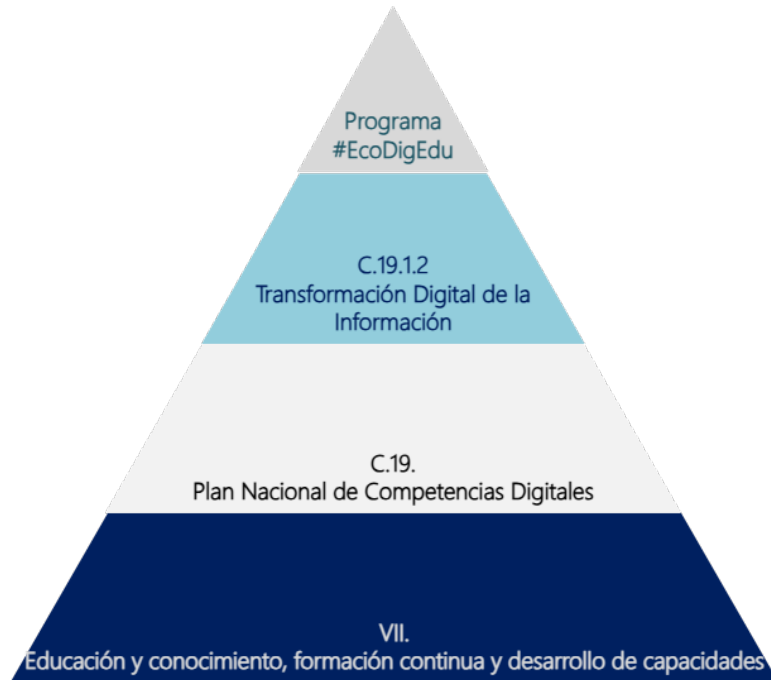 Programa
#EcoDigEdu
C.19.1.2
Transformación Digital de la
Información
C.19.
Plan Nacional de Competencias Digitales
VII.
Educación y conocimiento, formación continua y desarrollo de capacidades